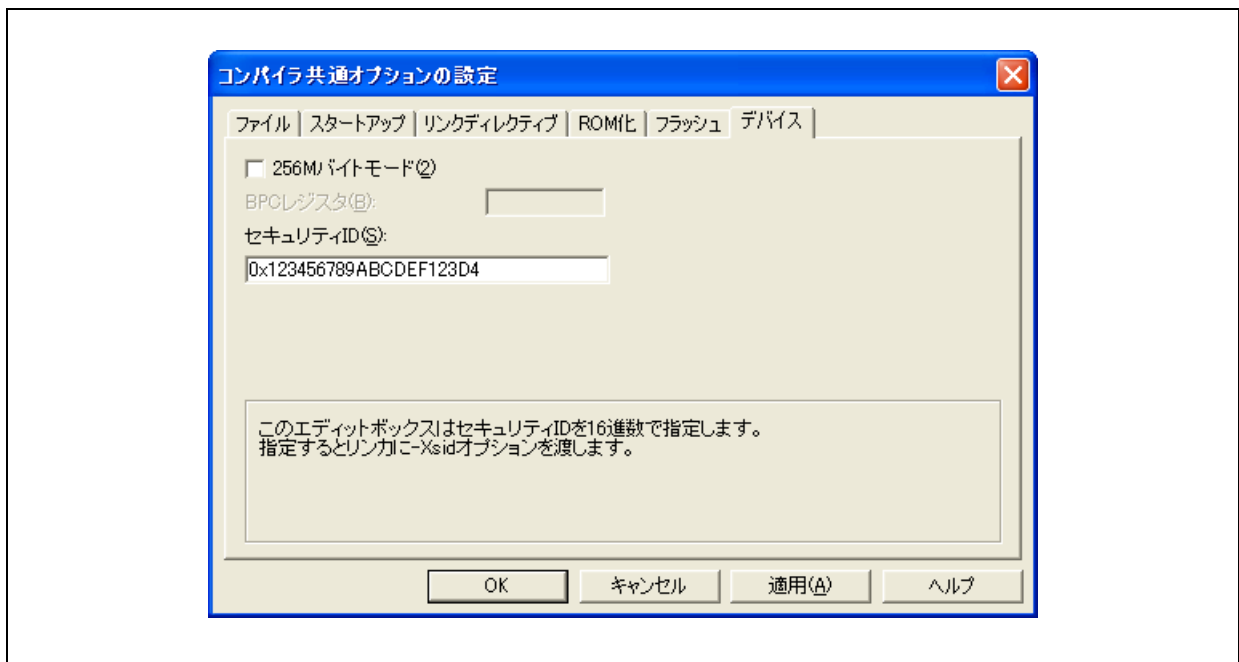 コンパイラ共通オプションの設定
ファイル スタートアップ リンクディレクティブ ROM化 フラッシュ デバイス
256Mバイトモード(2)
BPCレジスタ(B):
セキュリティID(S):
0x123456789ABCDEF123D4
このエディットボックスはセキュリティIDを16進数で指定します。
指定するとリンカに-Xsidオプションを渡します。
OK キャンセル 適用(A) ヘルプ